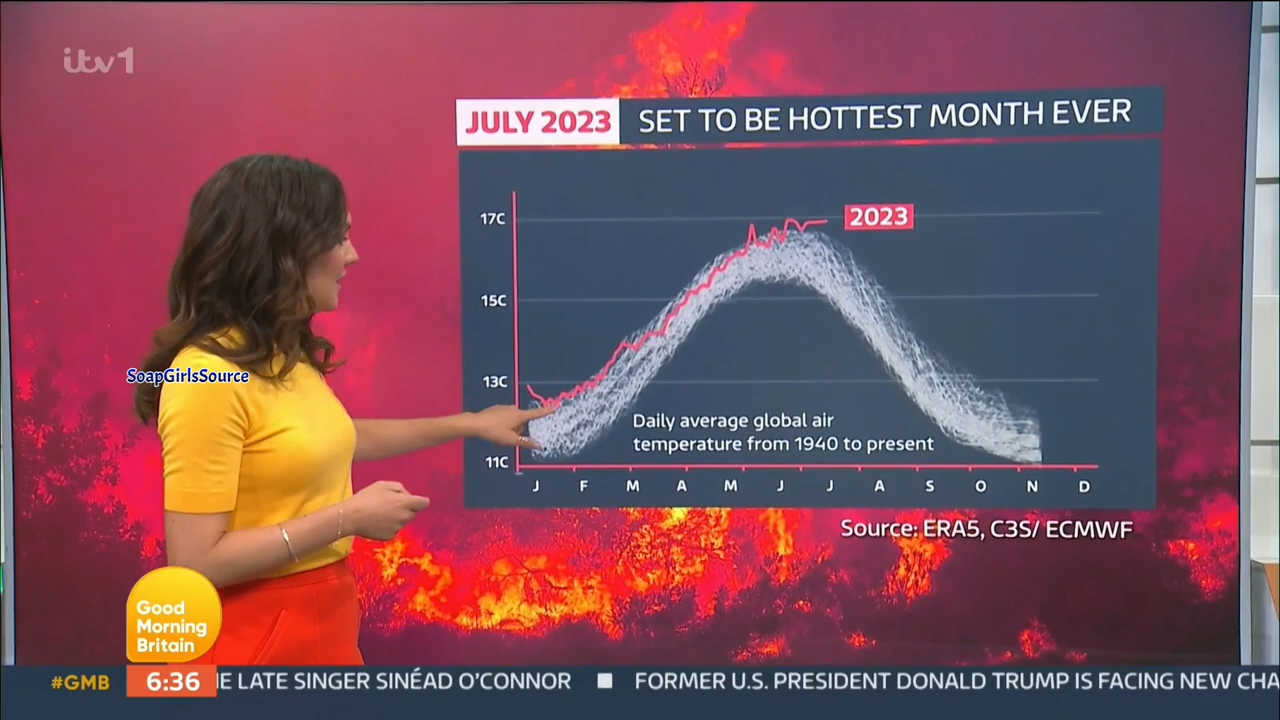 itv1
JULY 2023 SET TO BE HOTTEST MONTH EVER
17C
2023
15C
13C
Daily average global air
temperature from 1940 to present
11C
J F M A M J J A S O N D
Source: ERA5, C3S/ ECMWF
SoapGirlsSource
Good
Morning
Britain
#GMB 6:36 LATE SINGER SINÉAD O'CONNOR FORMER U.S. PRESIDENT DONALD TRUMP IS FACING NEW